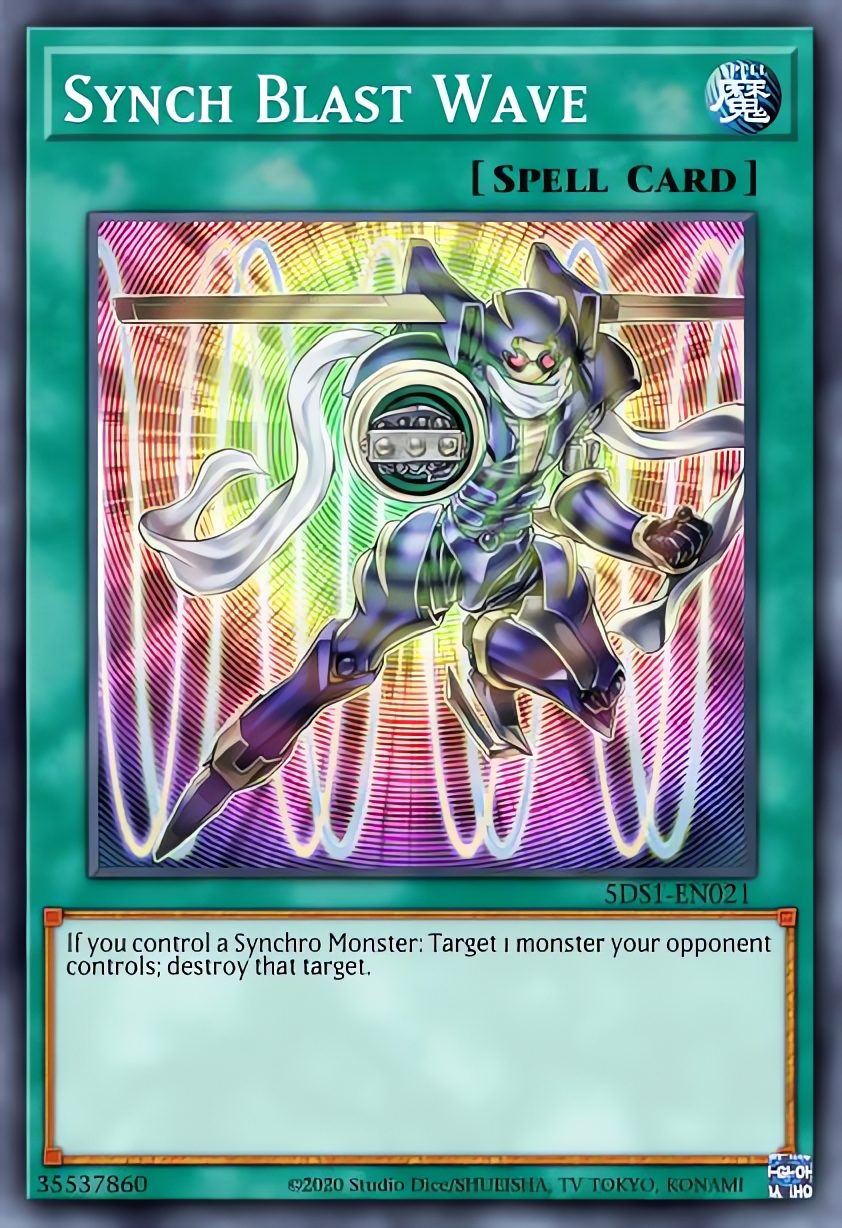 SYNCH BLAST WAVE
魔
[SPELL CARD]
5DS1-EN021
If you control a Synchro Monster: Target 1 monster your opponent
controls; destroy that target.
35537860
©2020 Studio Dice/SHUEISHA, TV TOKYO, KONAMI